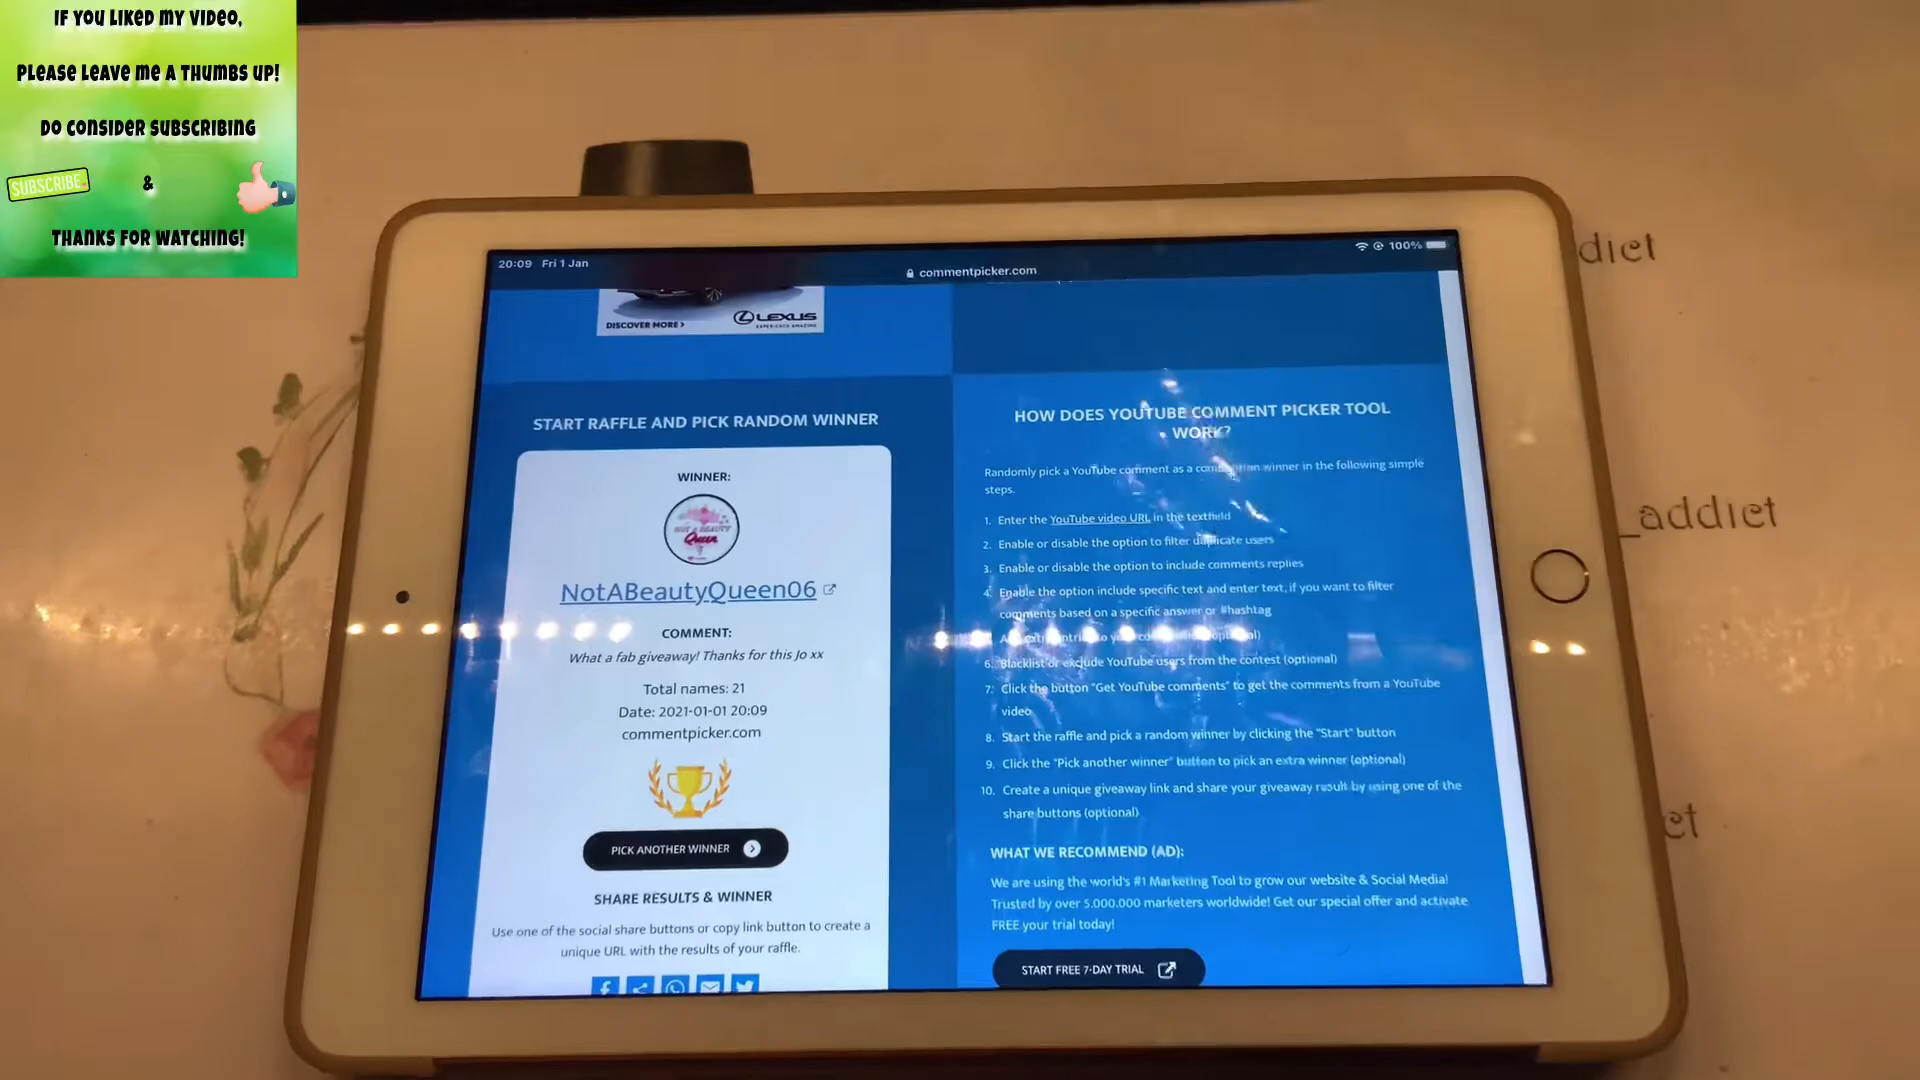 IF YOU LIKED MY VIDEO,
PLEASE LEAVE ME A THUMBS UP!
DO CONSIDER SUBSCRIBING
SUBSCRIBE
&
THANKS FOR WATCHING!
20:09 Fri 1 Jan
commentpicker.com
100%
DISCOVER MORE >
LEXUS
EXPERIENCE AMAZING
START RAFFLE AND PICK RANDOM WINNER
WINNER:
NOT A BEAUTY
Queen
NotABeautyQueen06
COMMENT:
What a fab giveaway! Thanks for this Jo xx
Total names: 21
Date: 2021-01-01 20:09
commentpicker.com
PICK ANOTHER WINNER
SHARE RESULTS & WINNER
Use one of the social share buttons or copy link button to create a
unique URL with the results of your raffle.
HOW DOES YOUTUBE COMMENT PICKER TOOL
WORK?
Randomly pick a YouTube comment as a winner in the following simple
steps.
1. Enter the YouTube video URL in the textfield
2. Enable or disable the option to filter duplicate users
3. Enable or disable the option to include comments replies
4. Enable the option include specific text and enter text, if you want to filter
comments based on a specific answer or #hashtag
6. Blacklist or exclude YouTube users from the contest (optional)
7. Click the button "Get YouTube comments" to get the comments from a YouTube
video
8. Start the raffle and pick a random winner by clicking the "Start" button
9. Click the "Pick another winner" button to pick an extra winner (optional)
10. Create a unique giveaway link and share your giveaway result by using one of the
share buttons (optional)
WHAT WE RECOMMEND (AD):
We are using the world's #1 Marketing Tool to grow our website & Social Media!
Trusted by over 5.000.000 marketers worldwide! Get our special offer and activate
FREE your trial today!
START FREE 7-DAY TRIAL
dict
_addict
ct